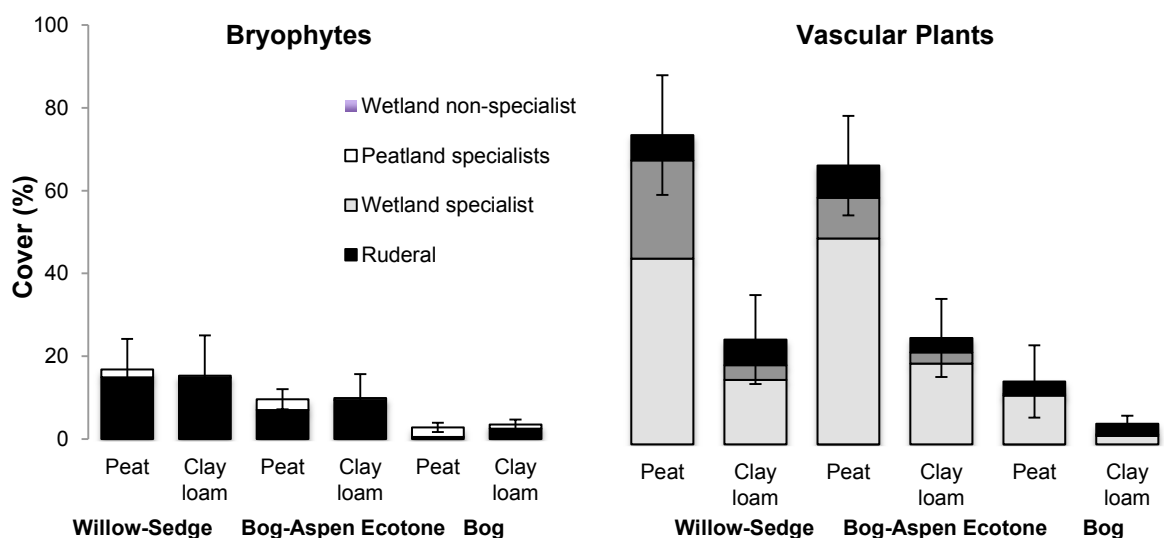 100
80
60
40
20
0
Cover (%)
Bryophytes
Wetland non-specialist
Peatland specialists
Wetland specialist
Ruderal
Peat Clay Peat Clay Peat Clay
loam loam loam
Willow-Sedge Bog-Aspen Ecotone Bog
Vascular Plants
Peat Clay Peat Clay Peat Clay
loam loam loam
Willow-Sedge Bog-Aspen Ecotone Bog